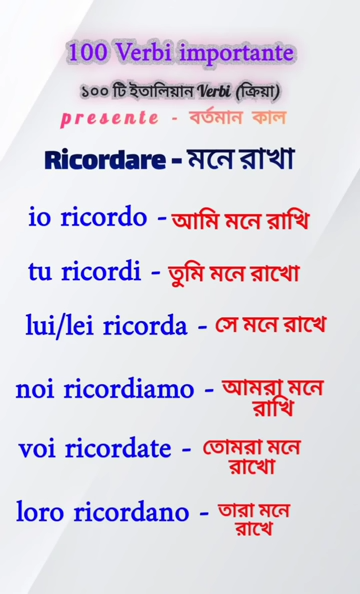 100 Verbi importante
১০০ টি ইতালিয়ান Verbi (ক্রিয়া)
presente - বর্তমান কাল
Ricordare - মনে রাখা
io ricordo - আমি মনে রাখি
tu ricordi - তুমি মনে রাখো
lui/lei ricorda - সে মনে রাখে
noi ricordiamo - আমরা মনে
রাখি
voi ricordate - তোমরা মনে
রাখো
loro ricordano - তারা মনে
রাখে